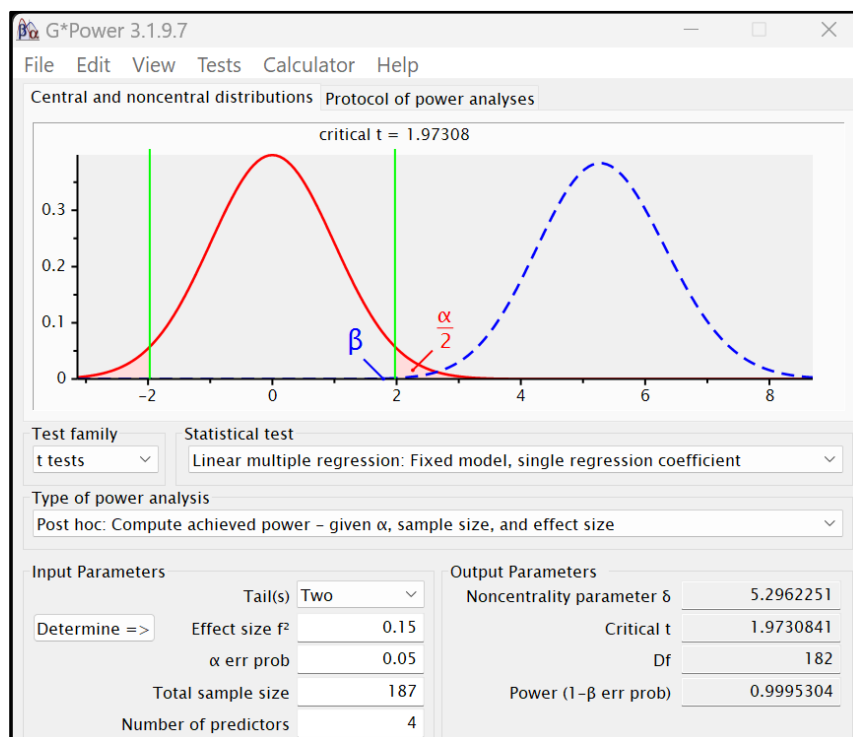 G*Power 3.1.9.7
File Edit View Tests Calculator Help
Central and noncentral distributions Protocol of power analyses
critical t = 1.97308
0.3
0.2
0.1
0
β
α
2
-2 0 2 4 6 8
Test family Statistical test
t tests Linear multiple regression: Fixed model, single regression coefficient
Type of power analysis
Post hoc: Compute achieved power – given α, sample size, and effect size
Input Parameters Output Parameters
Tail(s) Two Noncentrality parameter δ 5.2962251
Determine => Effect size f² 0.15 Critical t 1.9730841
α err prob 0.05 Df 182
Total sample size 187 Power (1-β err prob) 0.9995304
Number of predictors 4